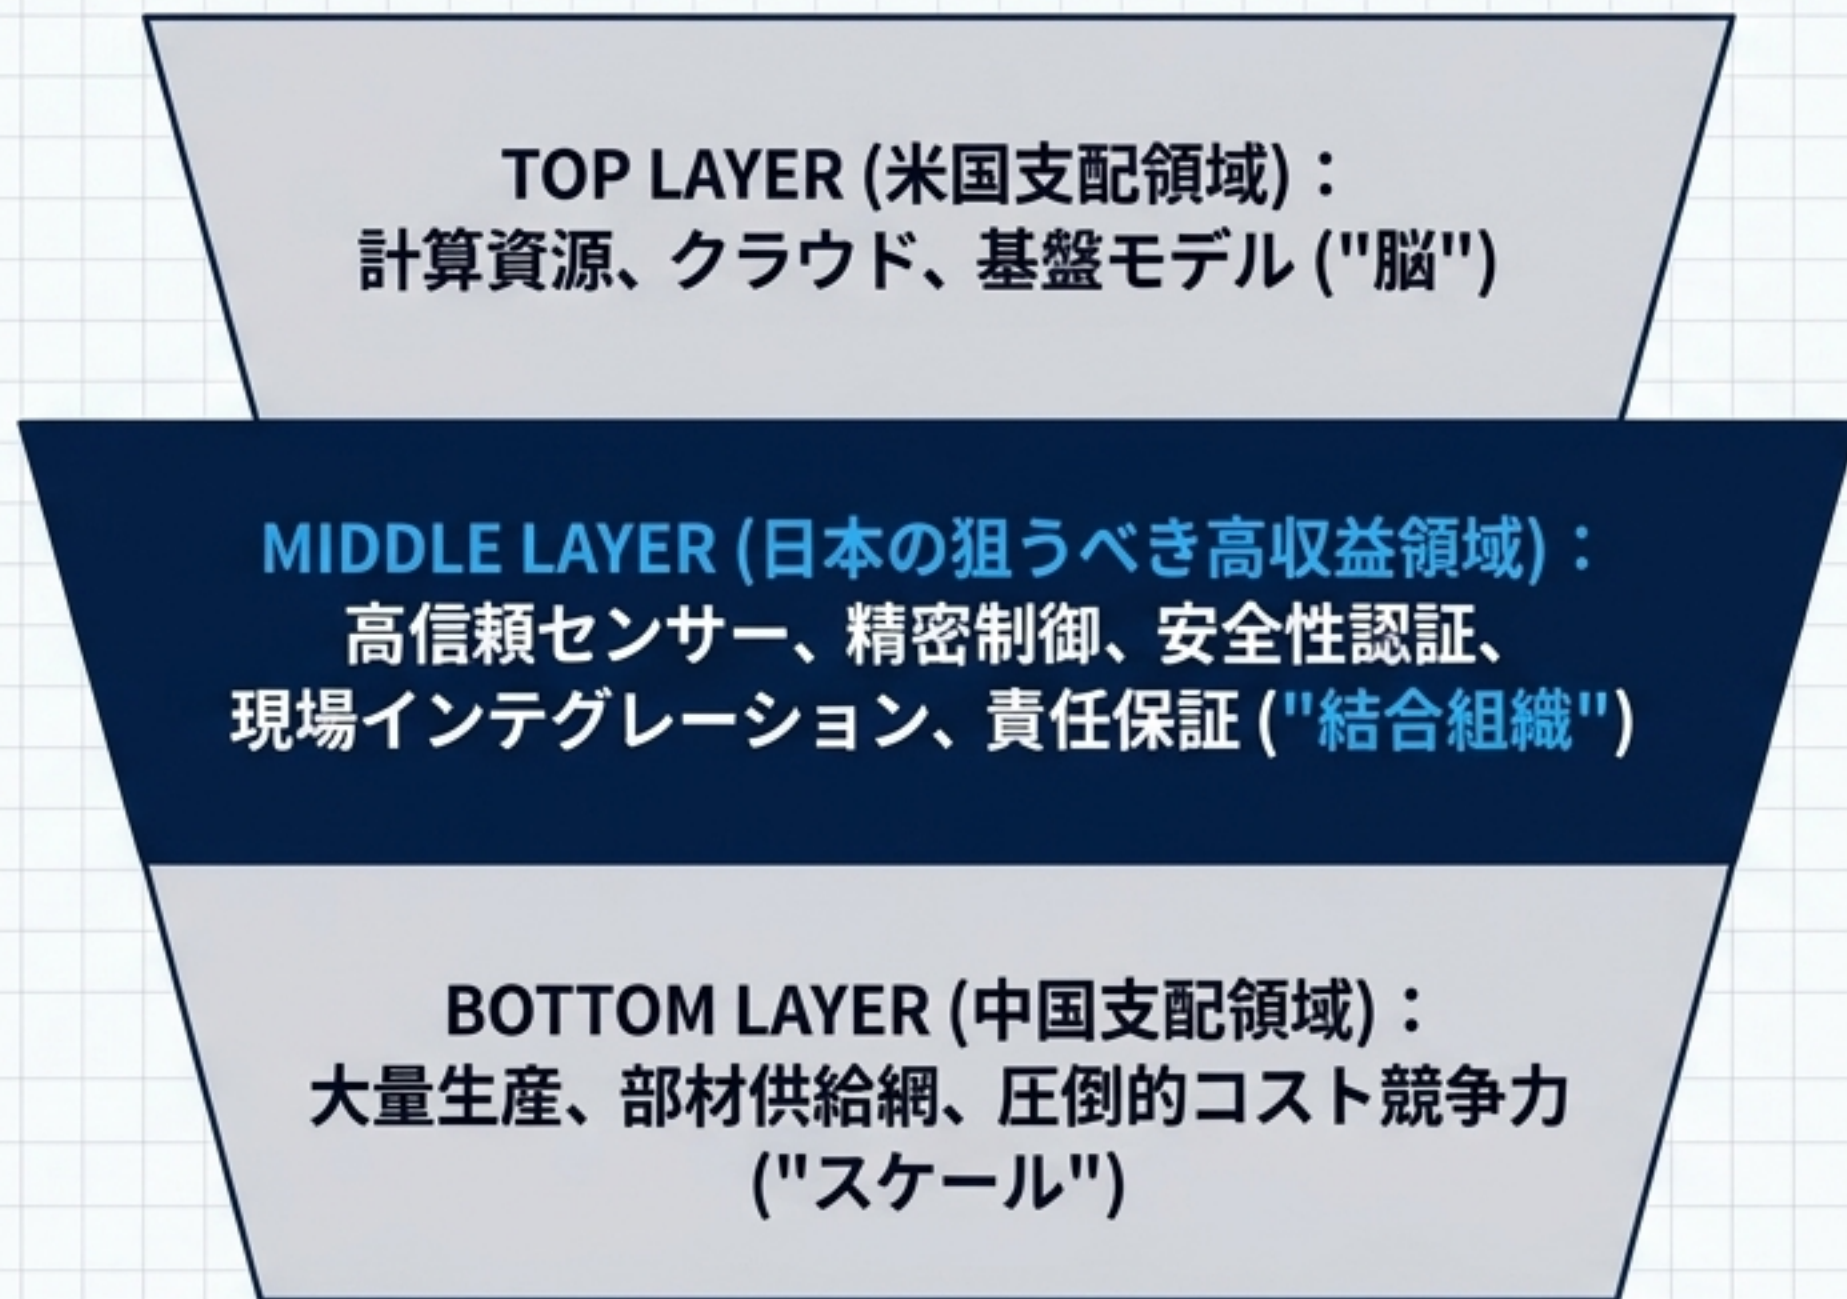 TOP LAYER (米国支配領域)：
計算資源、クラウド、基盤モデル ("脳")
MIDDLE LAYER (日本の狙うべき高収益領域)：
高信頼センサー、精密制御、安全性認証、
現場インテグレーション、責任保証 ("結合組織")
BOTTOM LAYER (中国支配領域)：
大量生産、部材供給網、圧倒的コスト競争力
("スケール")